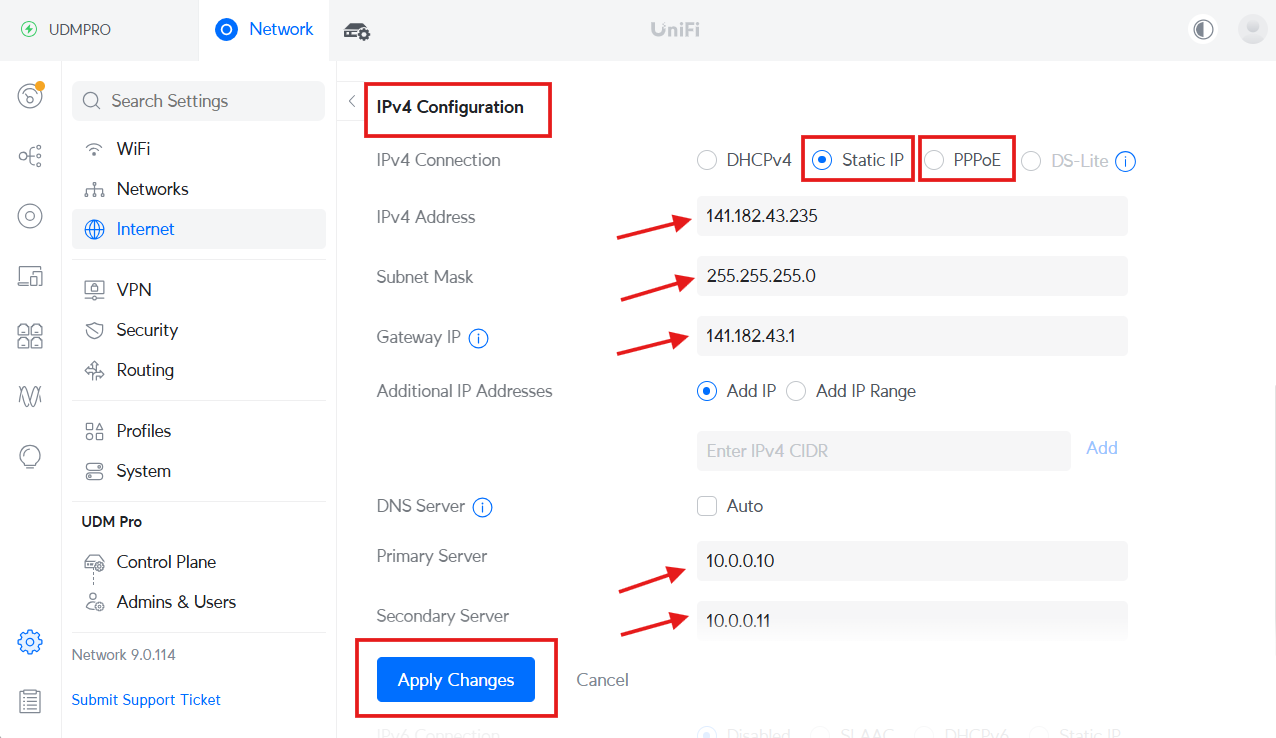 UDMPRO
Network
UniFi
Search Settings
WiFi
Networks
Internet
VPN
Security
Routing
Profiles
System
UDM Pro
Control Plane
Admins & Users
Network 9.0.114
Submit Support Ticket
IPv4 Configuration
IPv4 Connection DHCPv4 Static IP PPPoE DS-Lite
IPv4 Address 141.182.43.235
Subnet Mask 255.255.255.0
Gateway IP 141.182.43.1
Additional IP Addresses Add IP Add IP Range
Enter IPv4 CIDR Add
DNS Server Auto
Primary Server 10.0.0.10
Secondary Server 10.0.0.11
Apply Changes Cancel
IPv6 Connection Disabled SLAAC DHCPv6 Static IP